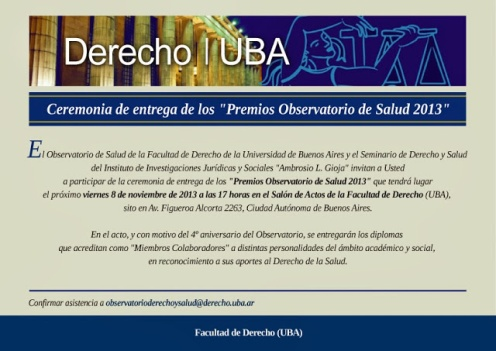 Derecho | UBA
Ceremonia de entrega de los "Premios Observatorio de Salud 2013"
El Observatorio de Salud de la Facultad de Derecho de la Universidad de Buenos Aires y el Seminario de Derecho y Salud
del Instituto de Investigaciones Jurídicas y Sociales "Ambrosio L. Gioja" invitan a Usted
a participar de la ceremonia de entrega de los "Premios Observatorio de Salud 2013" que tendrá lugar
el próximo viernes 8 de noviembre de 2013 a las 17 horas en el Salón de Actos de la Facultad de Derecho (UBA),
sito en Av. Figueroa Alcorta 2263, Ciudad Autónoma de Buenos Aires.
En el acto, y con motivo del 4º aniversario del Observatorio, se entregarán los diplomas
que acreditan como "Miembros Colaboradores" a distintas personalidades del ámbito académico y social,
en reconocimiento a sus aportes al Derecho de la Salud.
Confirmar asistencia a observatorioderechoysalud@derecho.uba.ar
Facultad de Derecho (UBA)